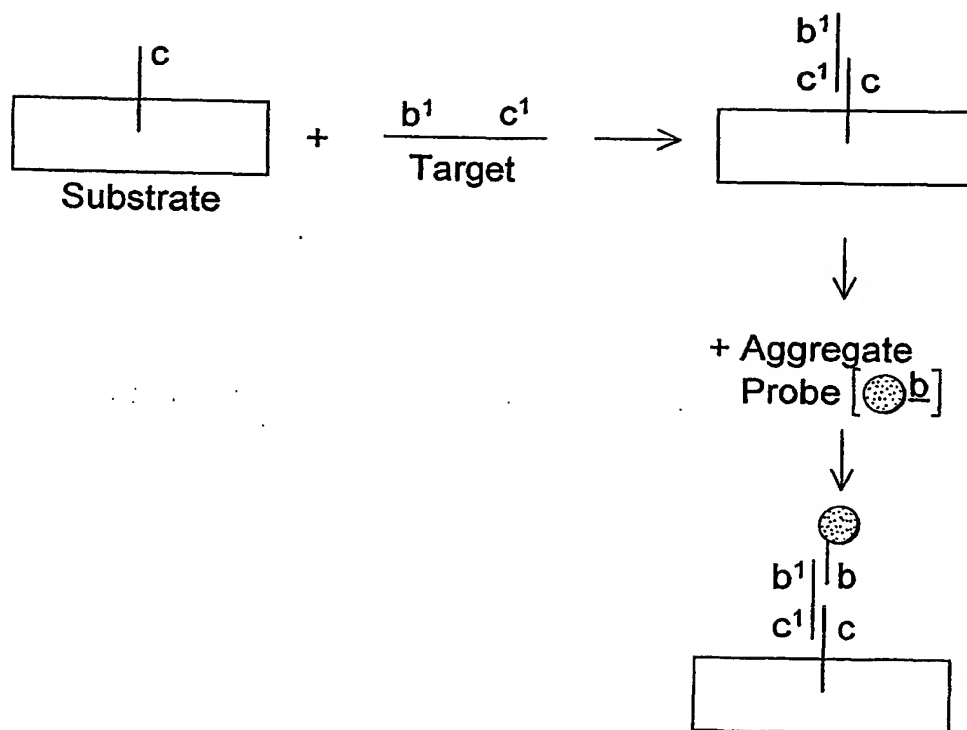 c
Substrate
+
b¹ c¹
Target
b¹
c¹ c
+ Aggregate
Probe [b]
b¹ b
c¹ c